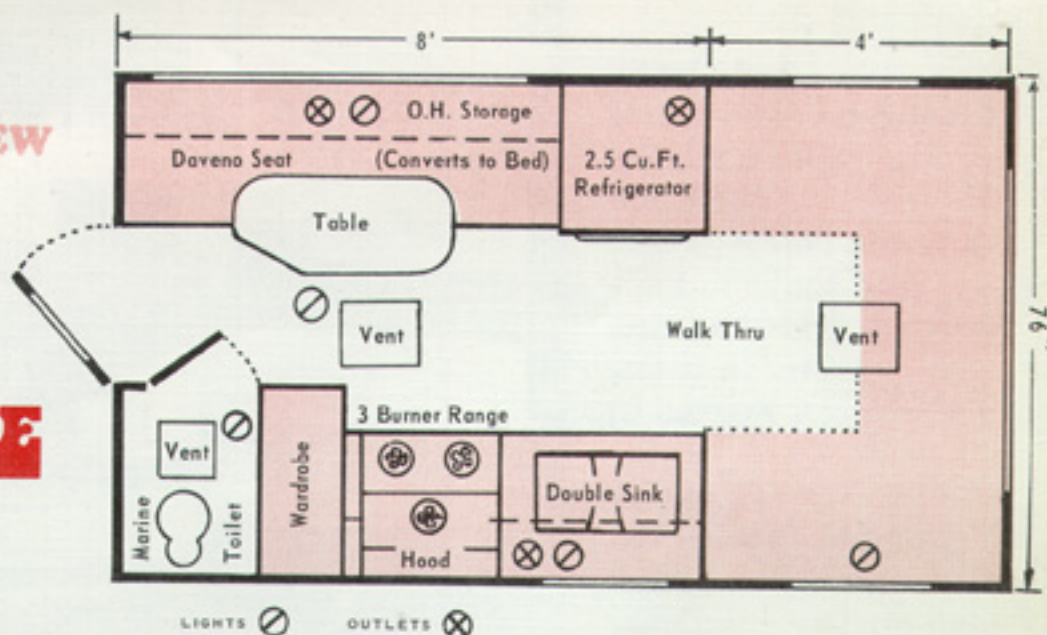 8' 4'
EW
O.H. Storage
Daveno Seat (Converts to Bed)
2.5 Cu.Ft.
Refrigerator
Table
76
Vent
Walk Thru
Vent
3 Burner Range
Vent
Wardrobe
Double Sink
Marine
Toilet
Hood
LIGHTS OUTLETS